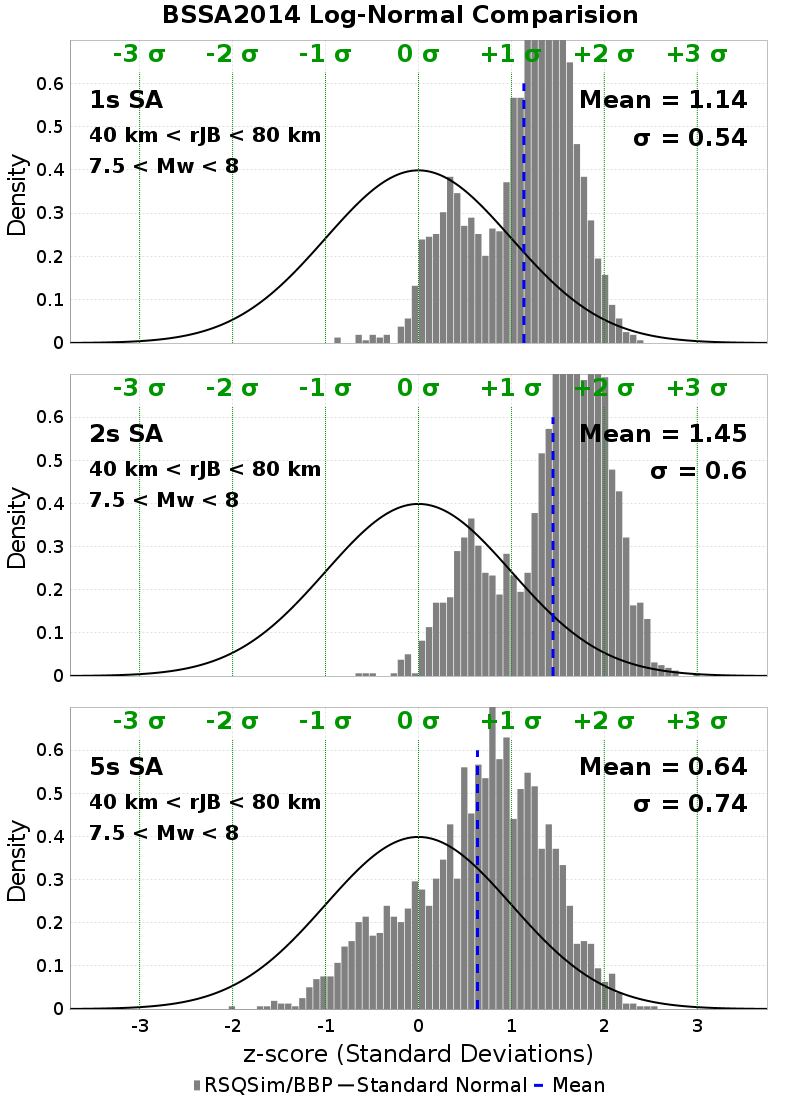 BSSA2014 Log-Normal Comparision
-3 σ -2 σ -1 σ 0 σ +1 σ +2 σ +3 σ
1s SA
40 km < rJB < 80 km
7.5 < Mw < 8
Mean = 1.14
σ = 0.54
0.6
0.5
0.4
0.3
0.2
0.1
0
Density
-3 σ -2 σ -1 σ 0 σ +1 σ +2 σ +3 σ
2s SA
40 km < rJB < 80 km
7.5 < Mw < 8
Mean = 1.45
σ = 0.6
0.6
0.5
0.4
0.3
0.2
0.1
0
Density
-3 σ -2 σ -1 σ 0 σ +1 σ +2 σ +3 σ
5s SA
40 km < rJB < 80 km
7.5 < Mw < 8
Mean = 0.64
σ = 0.74
0.6
0.5
0.4
0.3
0.2
0.1
0
Density
-3 -2 -1 0 1 2 3
z-score (Standard Deviations)
RSQSim/BBP Standard Normal Mean